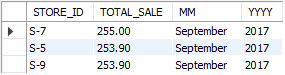 STORE_ID TOTAL_SALE MM YYYY
S-7 255.00 September 2017
S-5 253.90 September 2017
S-9 253.90 September 2017